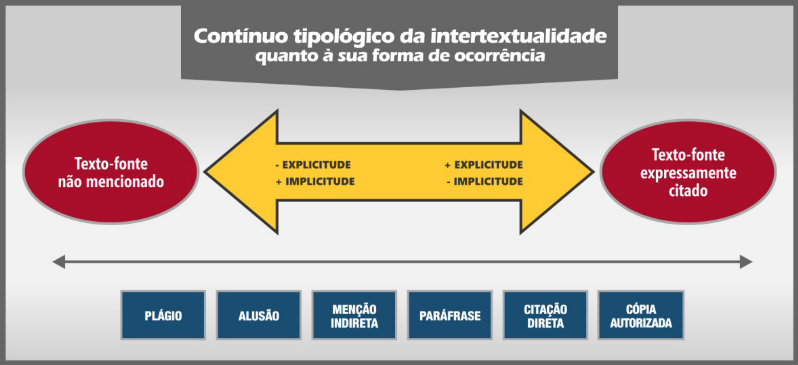 Contínuo tipológico da intertextualidade
quanto à sua forma de ocorrência
Texto-fonte
não mencionado
- EXPLICITUDE
+ IMPLICITUDE
+ EXPLICITUDE
- IMPLICITUDE
Texto-fonte
expressamente
citado
PLÁGIO
ALUSÃO
MENÇÃO
INDIRETA
PARÁFRASE
CITAÇÃO
DIRETA
CÓPIA
AUTORIZADA